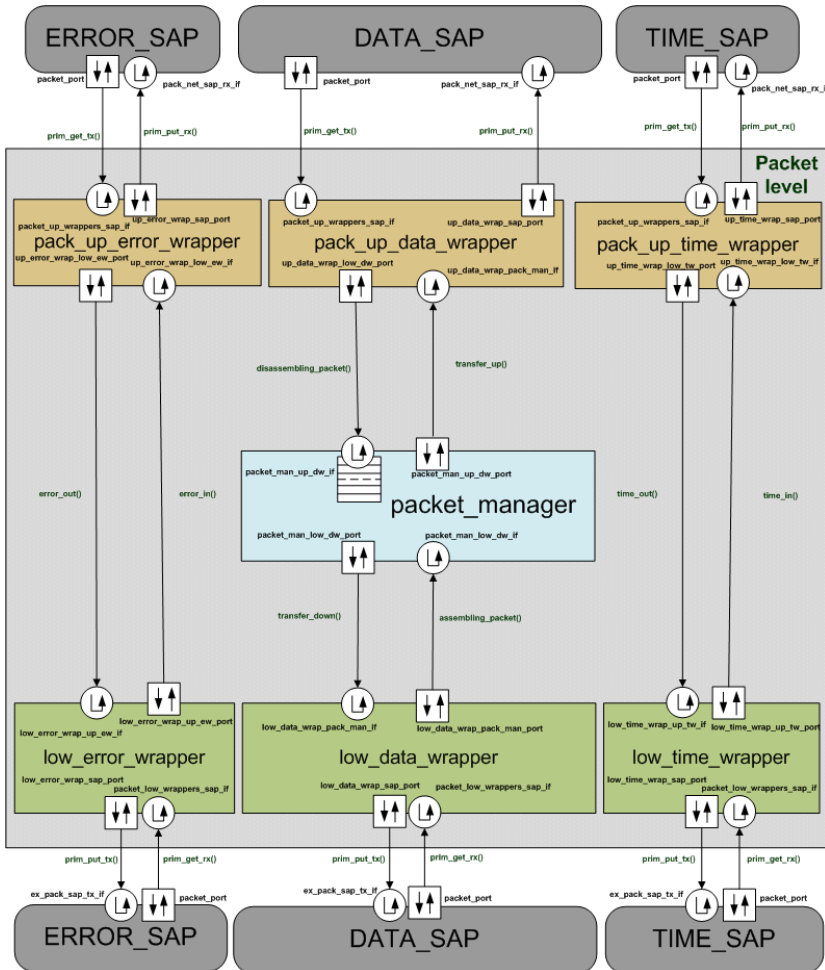 ERROR_SAP
DATA_SAP
TIME_SAP
packet_port
pack_net_sap_rx_if
packet_port
pack_net_sap_rx_if
packet_port
pack_net_sap_rx_i
prim_get_tx()
prim_put_rx()
prim_get_tx()
prim_put_rx()
prim_get_tx()
prim_put_rx()
Packet
level
packet_up_wrappers_sap_if
up_error_wrap_sap_port
pack_up_error_wrapper
up_error_wrap_low_ew_port
up_error_wrap_low_ew_if
packet_up_wrappers_sap_if
up_data_wrap_sap_port
pack_up_data_wrapper
up_data_wrap_low_dw_port
up_data_wrap_pack_man_if
packet_up_wrappers_sap_if
up_time_wrap_sap_port
pack_up_time_wrapper
up_time_wrap_low_tw_port
up_time_wrap_low_tw_if
disassembling_packet()
transfer_up()
error_out()
error_in()
packet_man_up_dw_if
packet_man_up_dw_port
packet_manager
packet_man_low_dw_port
packet_man_low_dw_if
time_out()
time_in()
transfer_down()
assembling_packet()
low_error_wrap_up_ew_if
low_error_wrap_up_ew_port
low_error_wrapper
low_error_wrap_sap_port
packet_low_wrappers_sap_if
low_data_wrap_pack_man_if
low_data_wrap_pack_man_port
low_data_wrapper
low_data_wrap_sap_port
packet_low_wrappers_sap_if
low_time_wrap_up_tw_if
low_time_wrap_up_tw_port
low_time_wrapper
low_time_wrap_sap_port
packet_low_wrappers_sap_if
prim_put_tx()
prim_get_rx()
prim_put_tx()
prim_get_rx()
prim_put_tx()
prim_get_rx()
ex_pack_sap_tx_if
packet_port
ex_pack_sap_tx_if
packet_port
ex_pack_sap_tx_if
packet_port
ERROR_SAP
DATA_SAP
TIME_SAP